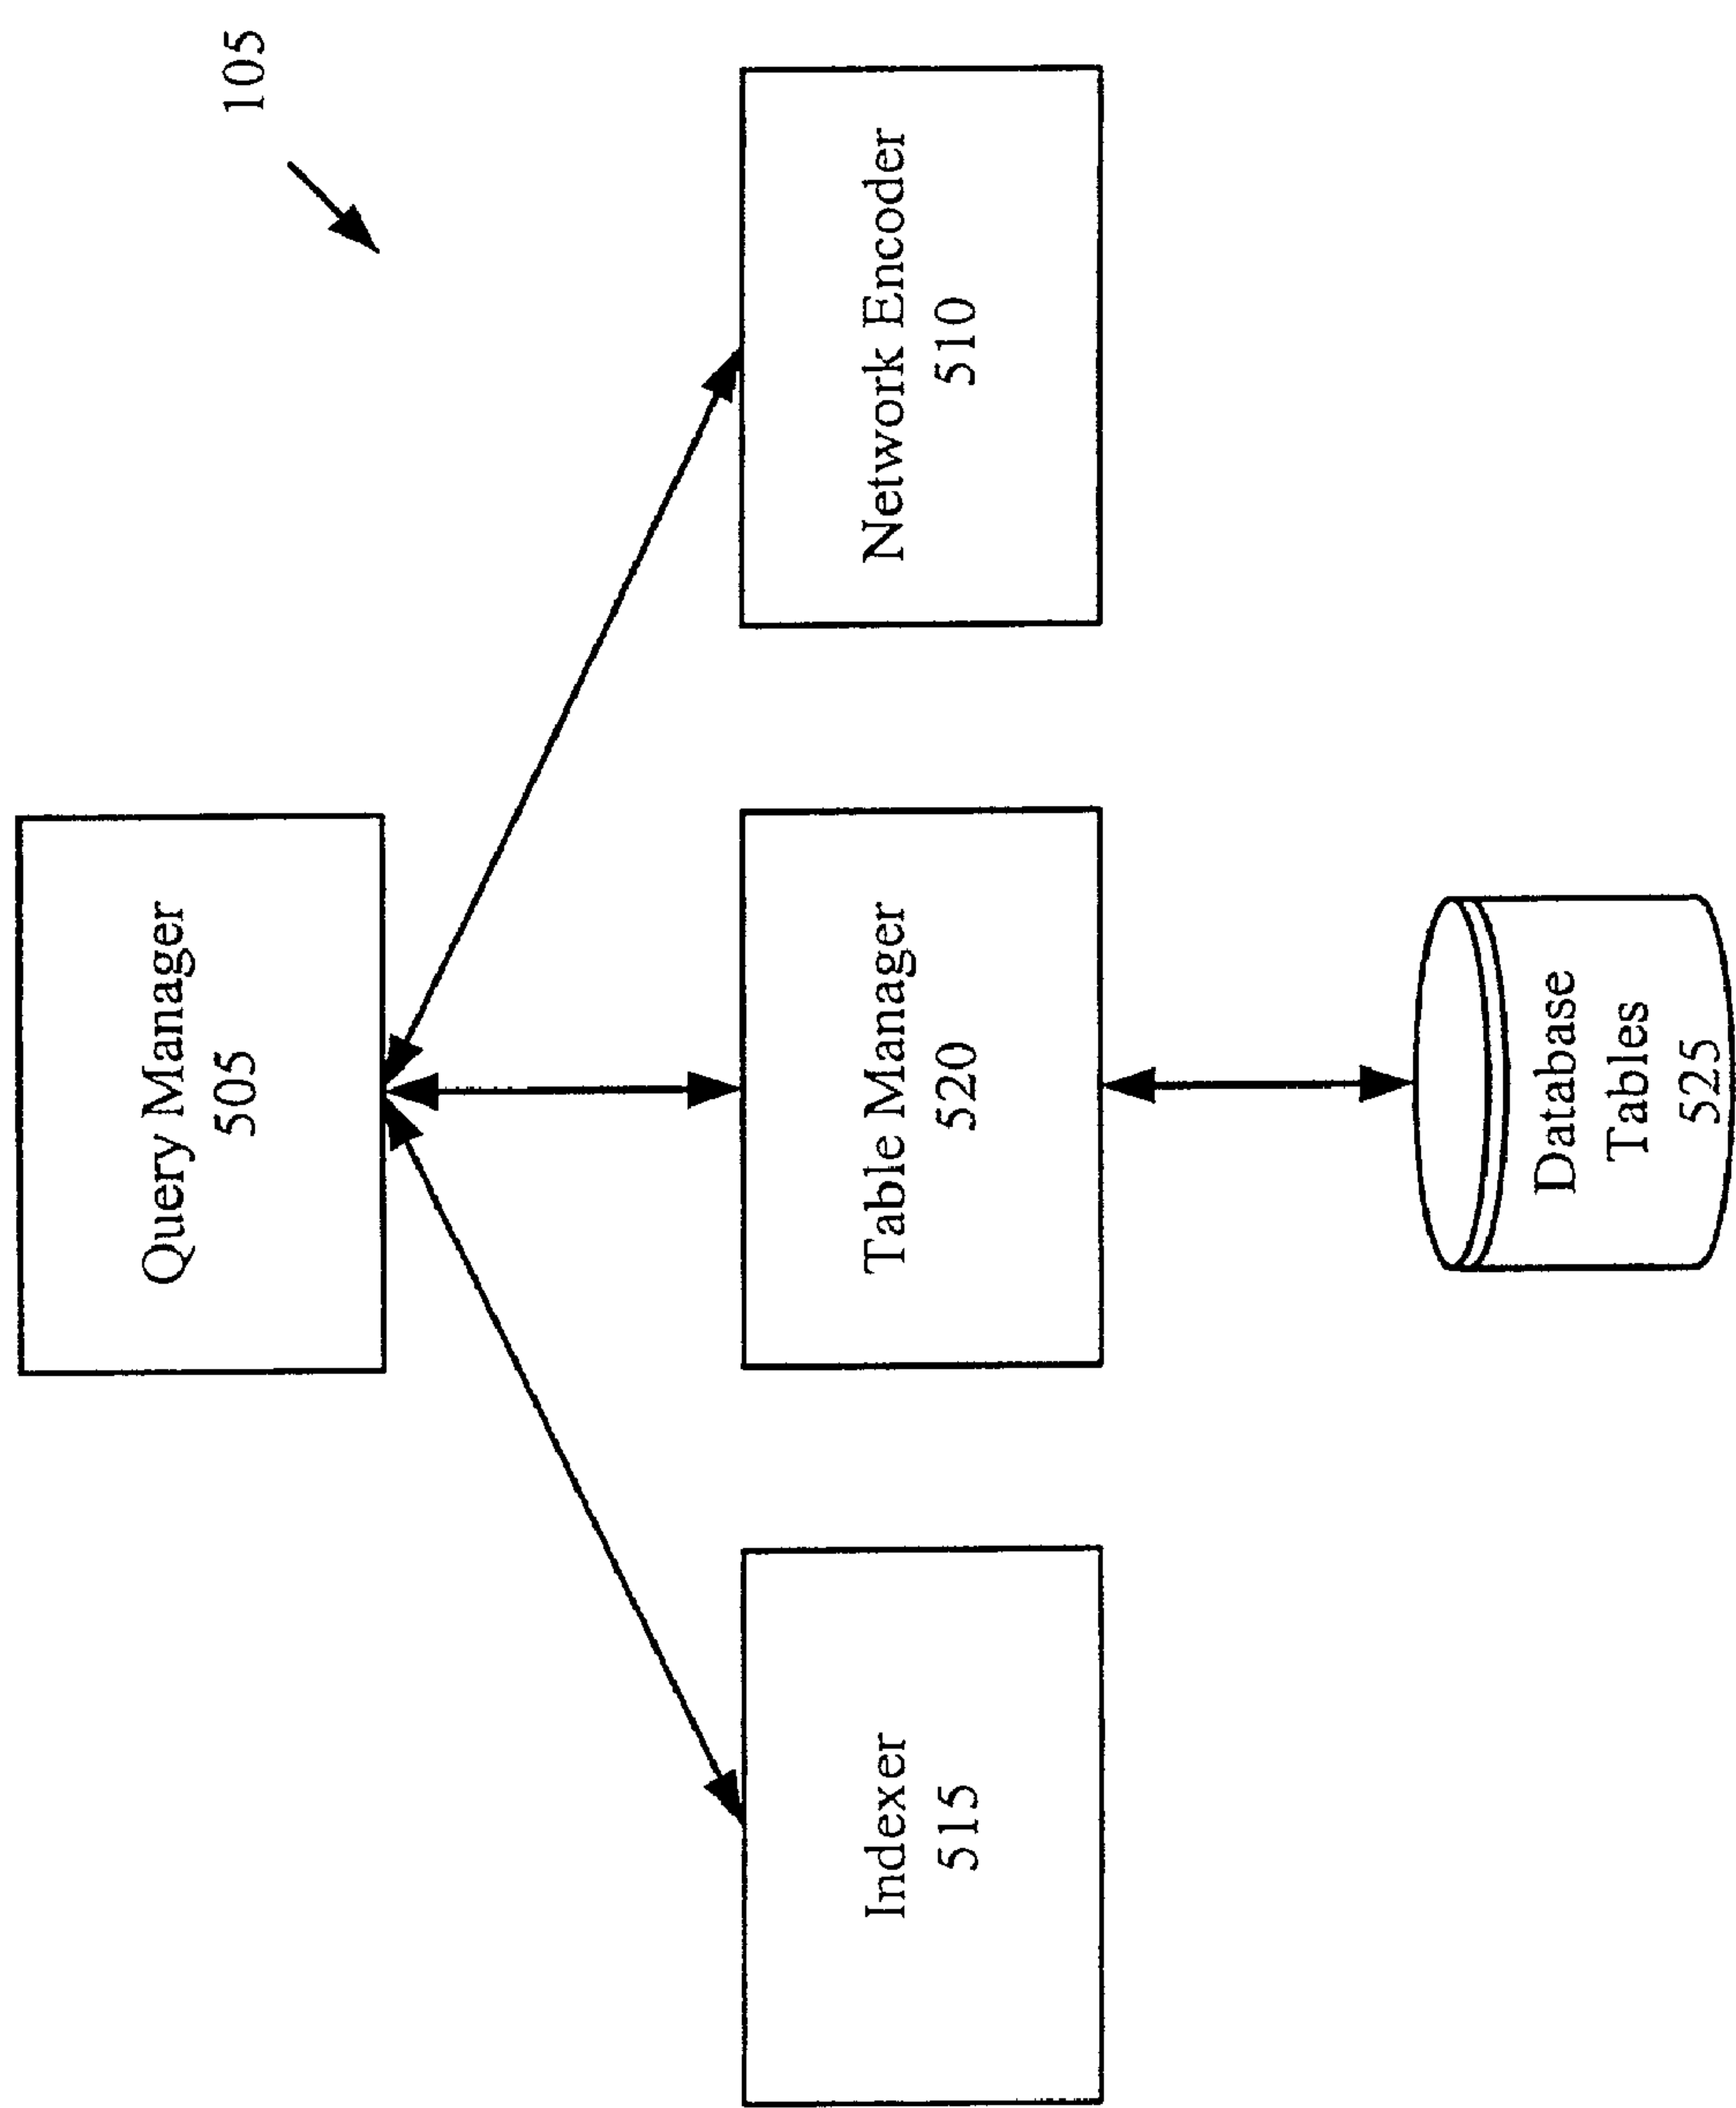 105
Query Manager
505
Indexer
515
Table Manager
520
Network Encoder
510
Database
Tables
525